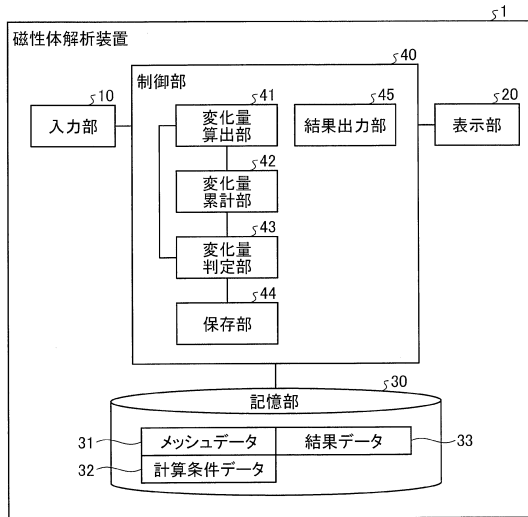 1
磁性体解析装置
40
制御部
10
入力部
41
変化量
算出部
45
結果出力部
20
表示部
42
変化量
累計部
43
変化量
判定部
44
保存部
30
記憶部
31
メッシュデータ
結果データ
33
32
計算条件データ